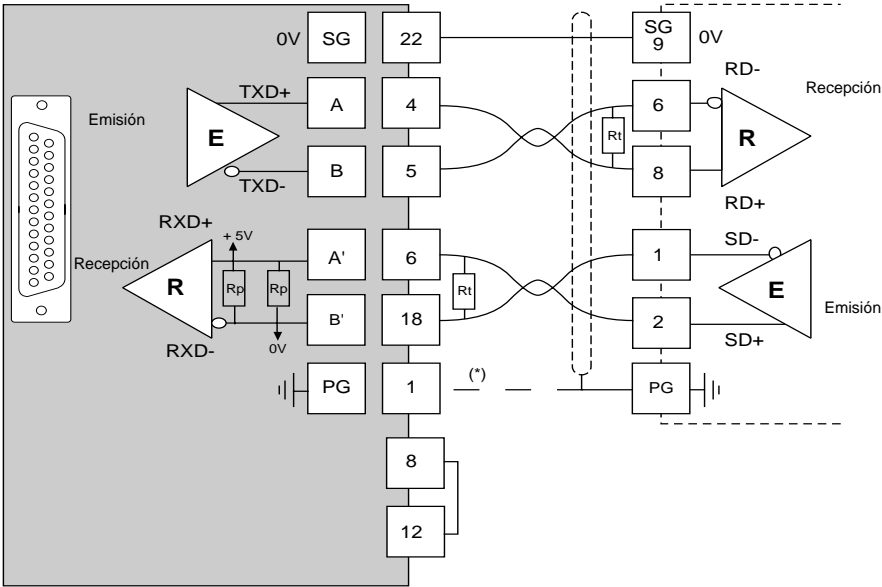 0V SG 22 SG 9 0V
TXD+ A 4 6 RD- Recepción
Emisión E Rt R
TXD- B 5 8 RD+
RXD+ + 5V A' 6 1 SD-
Recepción R Rp Rp Rt E Emisión
RXD- 0V B' 18 2 SD+
PG 1 (*) PG
8
12